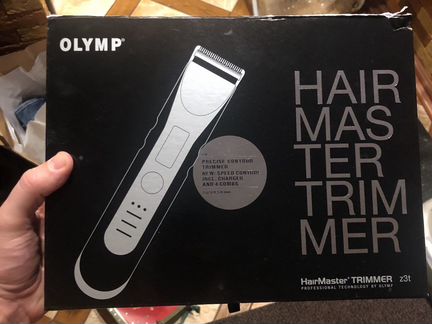 OLYMP®
HAIR
MAS
TER
TRIM
MER
PRECISE CONTOUR
TRIMMER
NEW: SPEED CONTROL
INCL. CHARGER
AND 4 COMBS
HairMaster® TRIMMER z3t
PROFESSIONAL TECHNOLOGY BY OLYMP